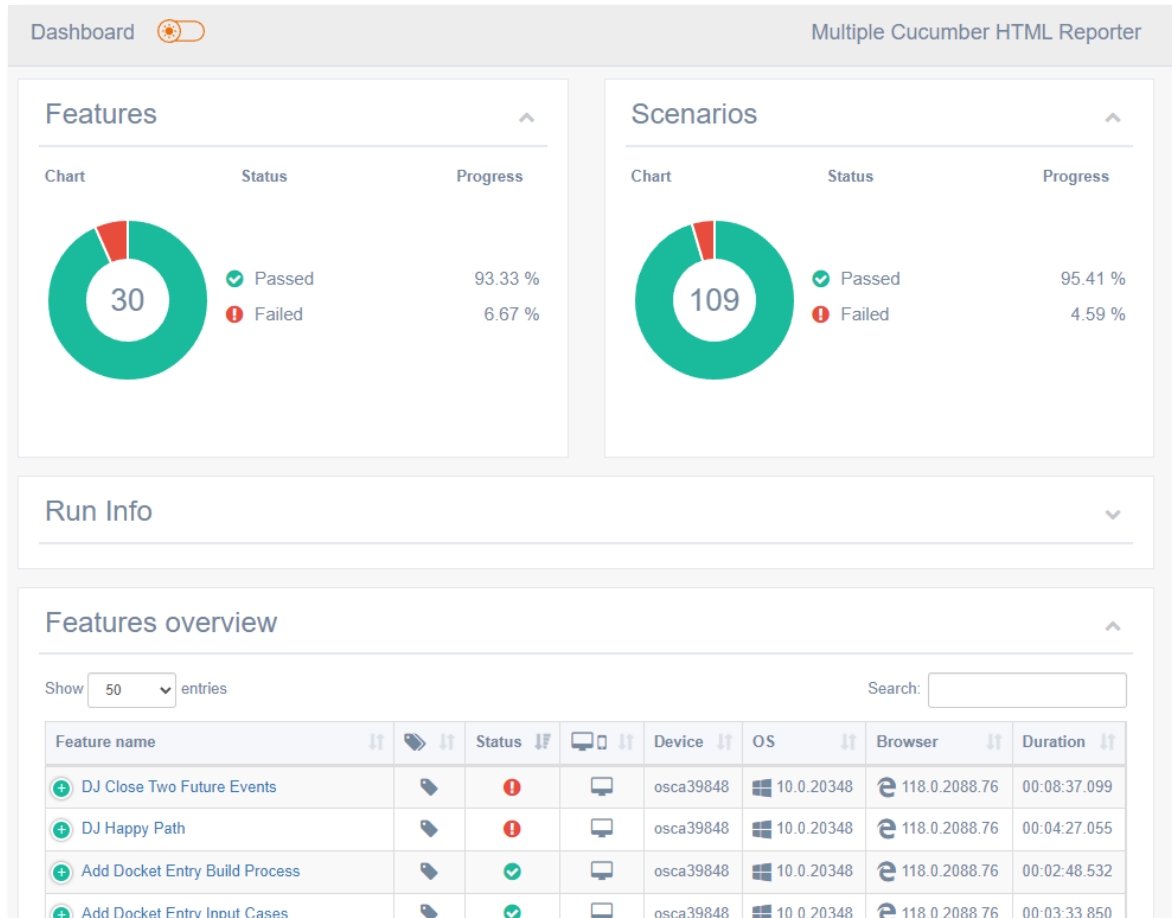 Dashboard Multiple Cucumber HTML Reporter
Features
Chart Status Progress
30
Passed 93.33 %
Failed 6.67 %
Scenarios
Chart Status Progress
109
Passed 95.41 %
Failed 4.59 %
Run Info
Features overview
Show 50 entries Search:
Feature name Status Device OS Browser Duration
DJ Close Two Future Events osca39848 10.0.20348 118.0.2088.76 00:08:37.099
DJ Happy Path osca39848 10.0.20348 118.0.2088.76 00:04:27.055
Add Docket Entry Build Process osca39848 10.0.20348 118.0.2088.76 00:02:48.532
Add Docket Entry Input Cases osca39848 10.0.20348 118.0.2088.76 00:03:33.850